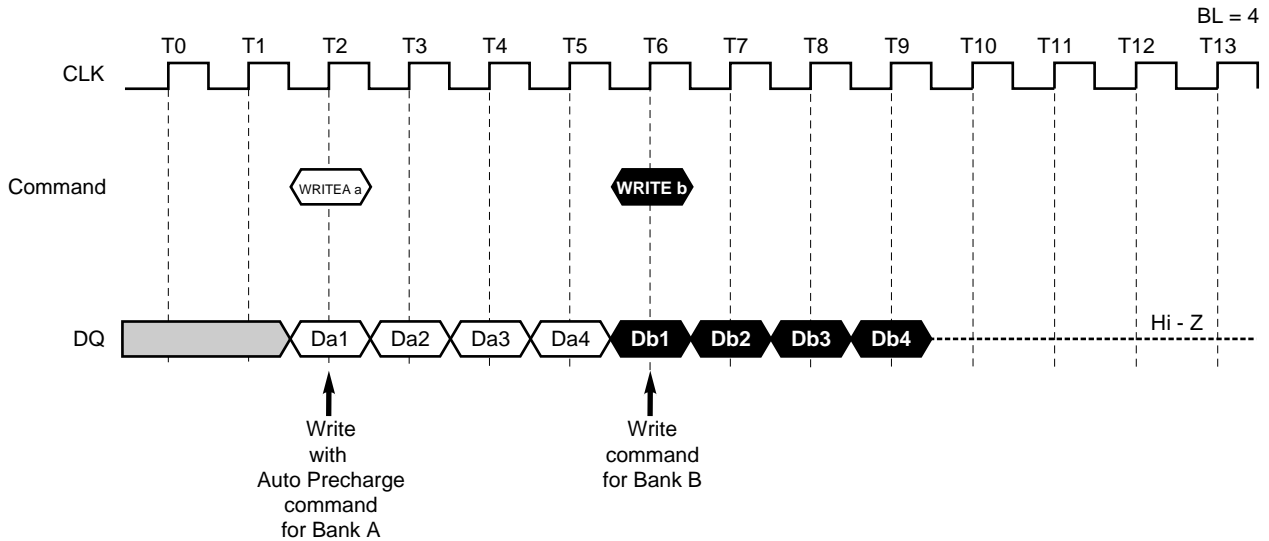 BL = 4
T0 T1 T2 T3 T4 T5 T6 T7 T8 T9 T10 T11 T12 T13
CLK
Command WRITEA a WRITE b
DQ Da1 Da2 Da3 Da4 Db1 Db2 Db3 Db4 Hi - Z
Write
with
Auto Precharge
command
for Bank A
Write
command
for Bank B